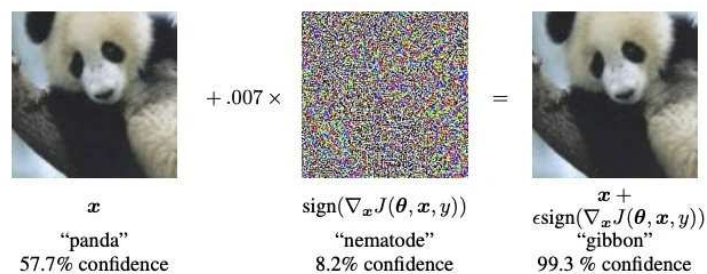 + .007 ×
=
x
sign(∇ₓJ(θ, x, y))
x +
ϵsign(∇ₓJ(θ, x, y))
“panda”
“nematode”
“gibbon”
57.7% confidence
8.2% confidence
99.3 % confidence